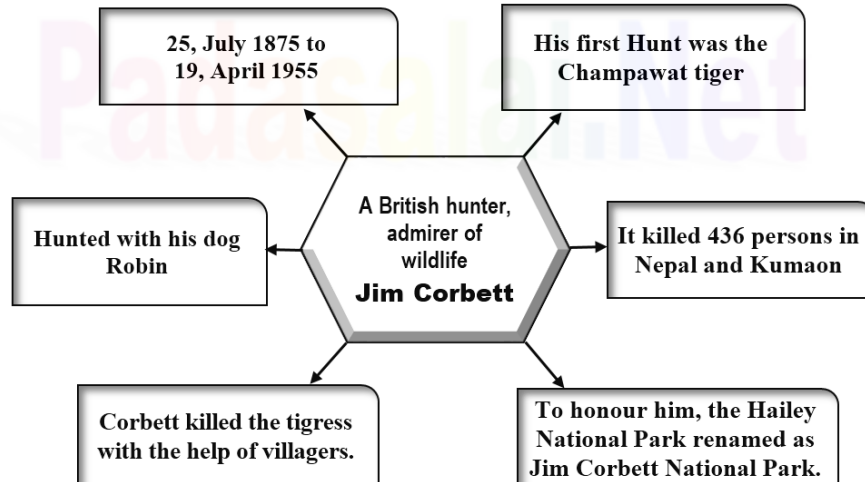 Padasalai.Net
25, July 1875 to
19, April 1955
His first Hunt was the
Champawat tiger
A British hunter,
admirer of
wildlife
Jim Corbett
Hunted with his dog
Robin
It killed 436 persons in
Nepal and Kumaon
Corbett killed the tigress
with the help of villagers.
To honour him, the Hailey
National Park renamed as
Jim Corbett National Park.